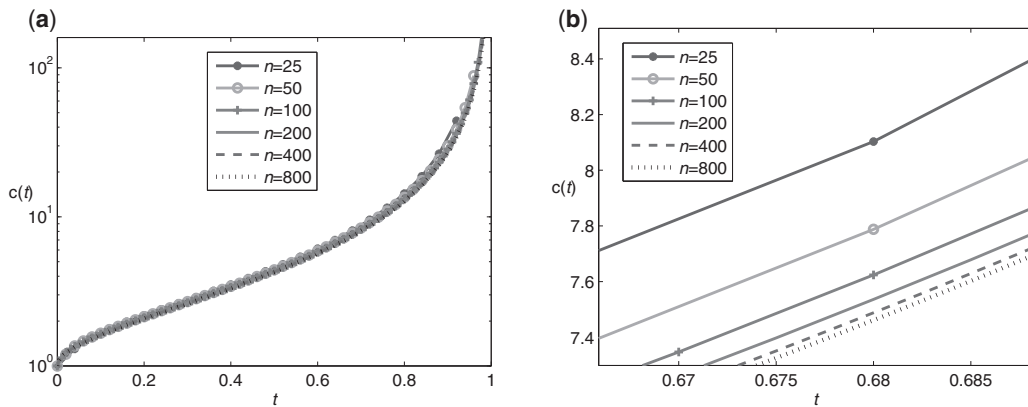 (a)
n=25
n=50
n=100
n=200
n=400
n=800
10²
10¹
10⁰
c(t)
0
0.2
0.4
0.6
0.8
1
t
(b)
n=25
n=50
n=100
n=200
n=400
n=800
8.4
8.2
8
7.8
7.6
7.4
c(t)
0.67
0.675
0.68
0.685
t